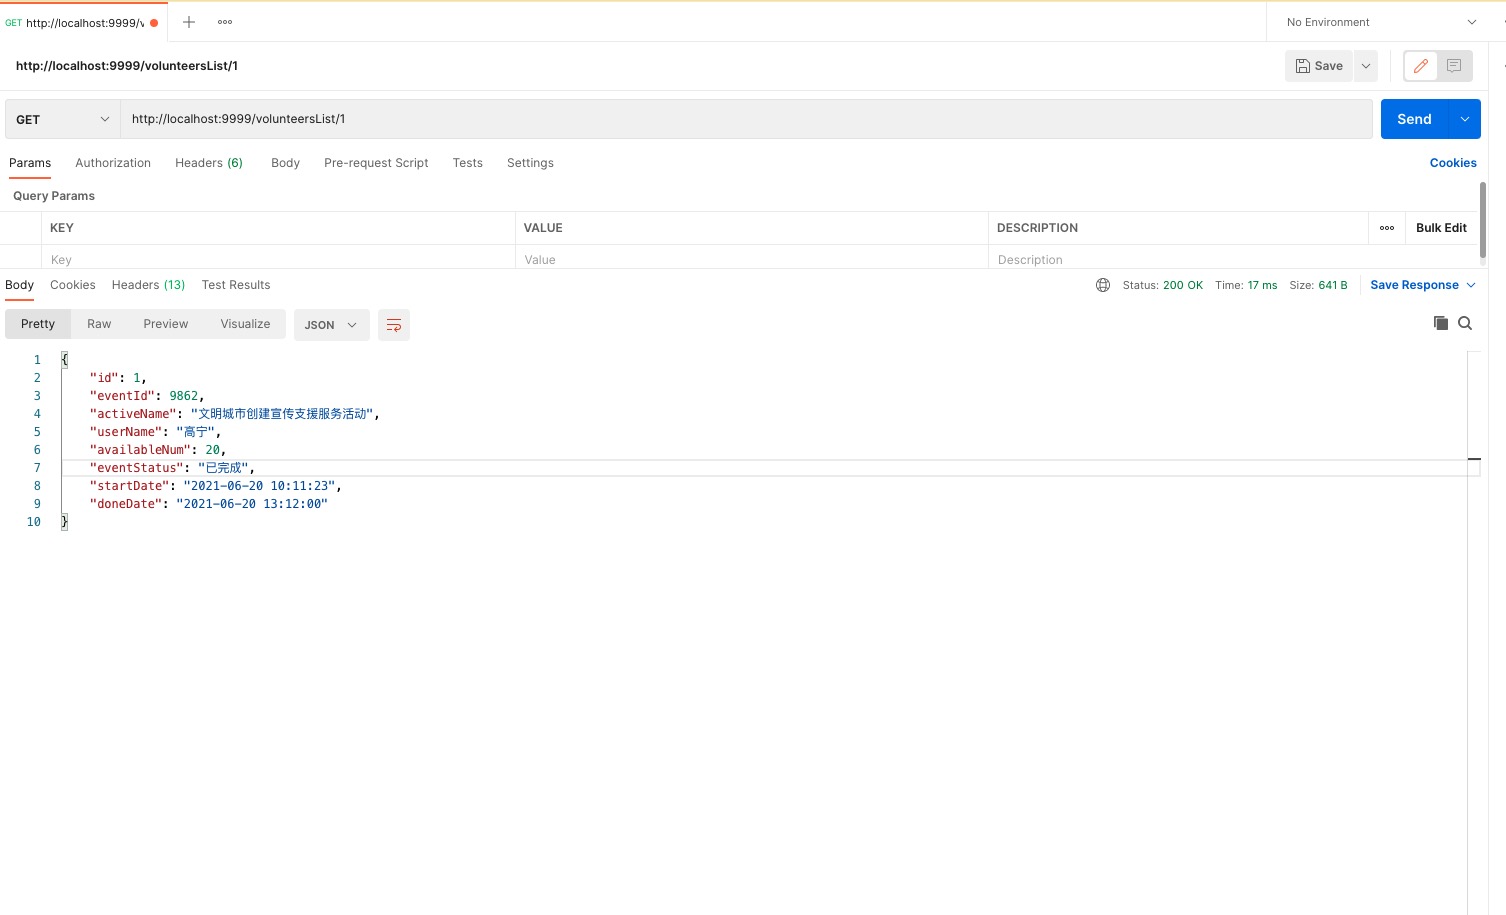 GET http://localhost:9999/v
No Environment
http://localhost:9999/volunteersList/1
Save
GET http://localhost:9999/volunteersList/1 Send
Params Authorization Headers (6) Body Pre-request Script Tests Settings Cookies
Query Params
KEY VALUE DESCRIPTION ooo Bulk Edit
Key Value Description
Body Cookies Headers (13) Test Results Status: 200 OK Time: 17 ms Size: 641 B Save Response
Pretty Raw Preview Visualize JSON
1 {
2 "id": 1,
3 "eventId": 9862,
4 "activeName": "文明城市创建宣传支援服务活动",
5 "userName": "高宁",
6 "availableNum": 20,
7 "eventStatus": "已完成",
8 "startDate": "2021-06-20 10:11:23",
9 "doneDate": "2021-06-20 13:12:00"
10 }